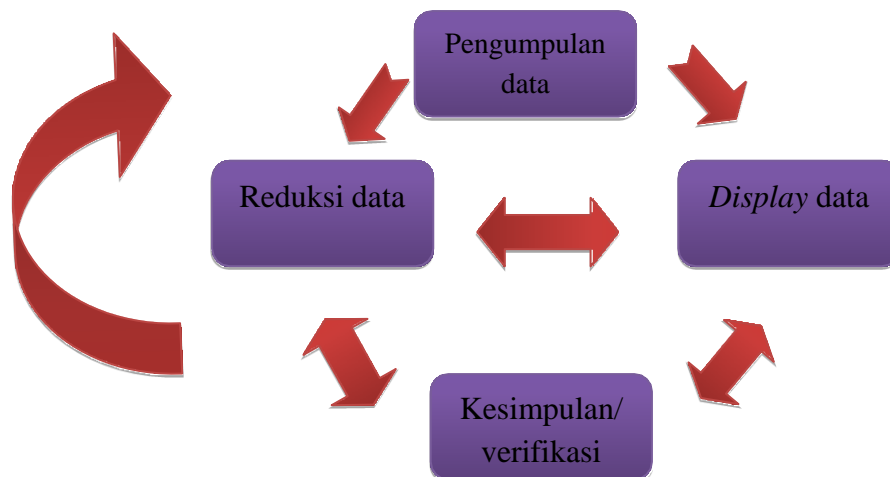 Pengumpulan
data
Reduksi data
Display data
Kesimpulan/
verifikasi